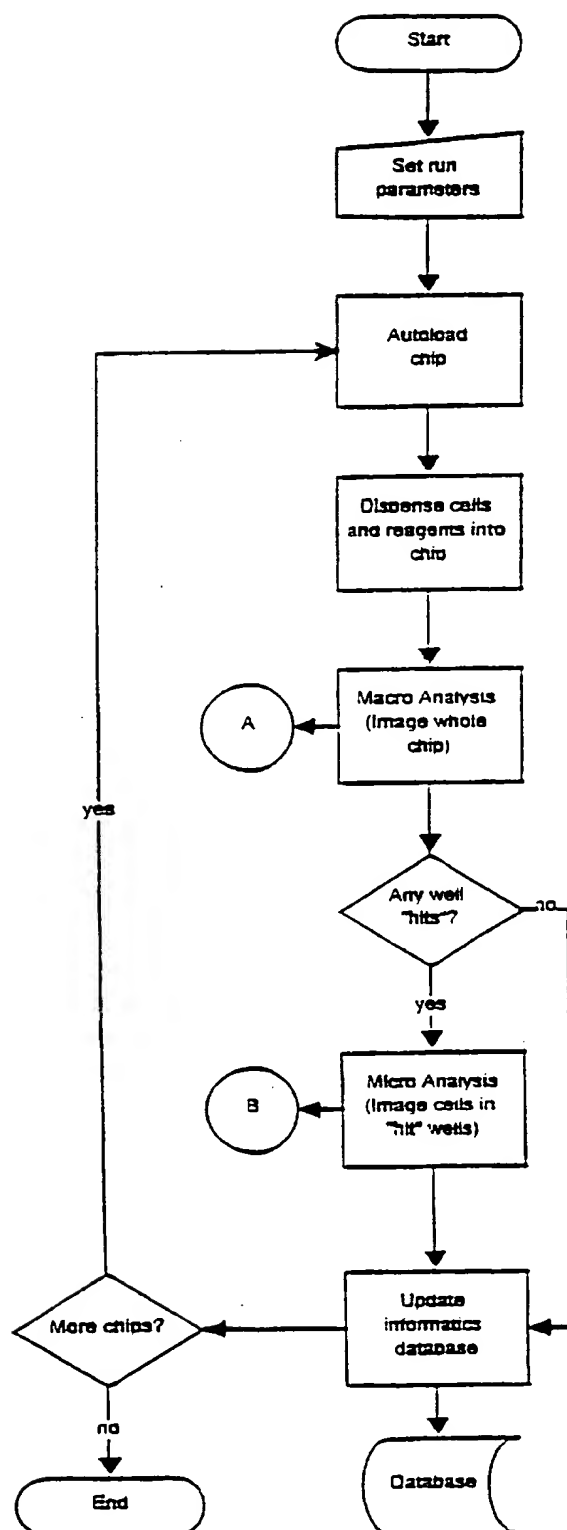 Start
Set run
parameters
Autoload
chip
Dispense cells
and reagents into
chip
Macro Analysis
(Image whole
chip)
A
yes
Any well
"hits"?
no
yes
Micro Analysis
(Image cells in
"hit" wells)
B
Update
informatics
database
More chips?
no
Database
End